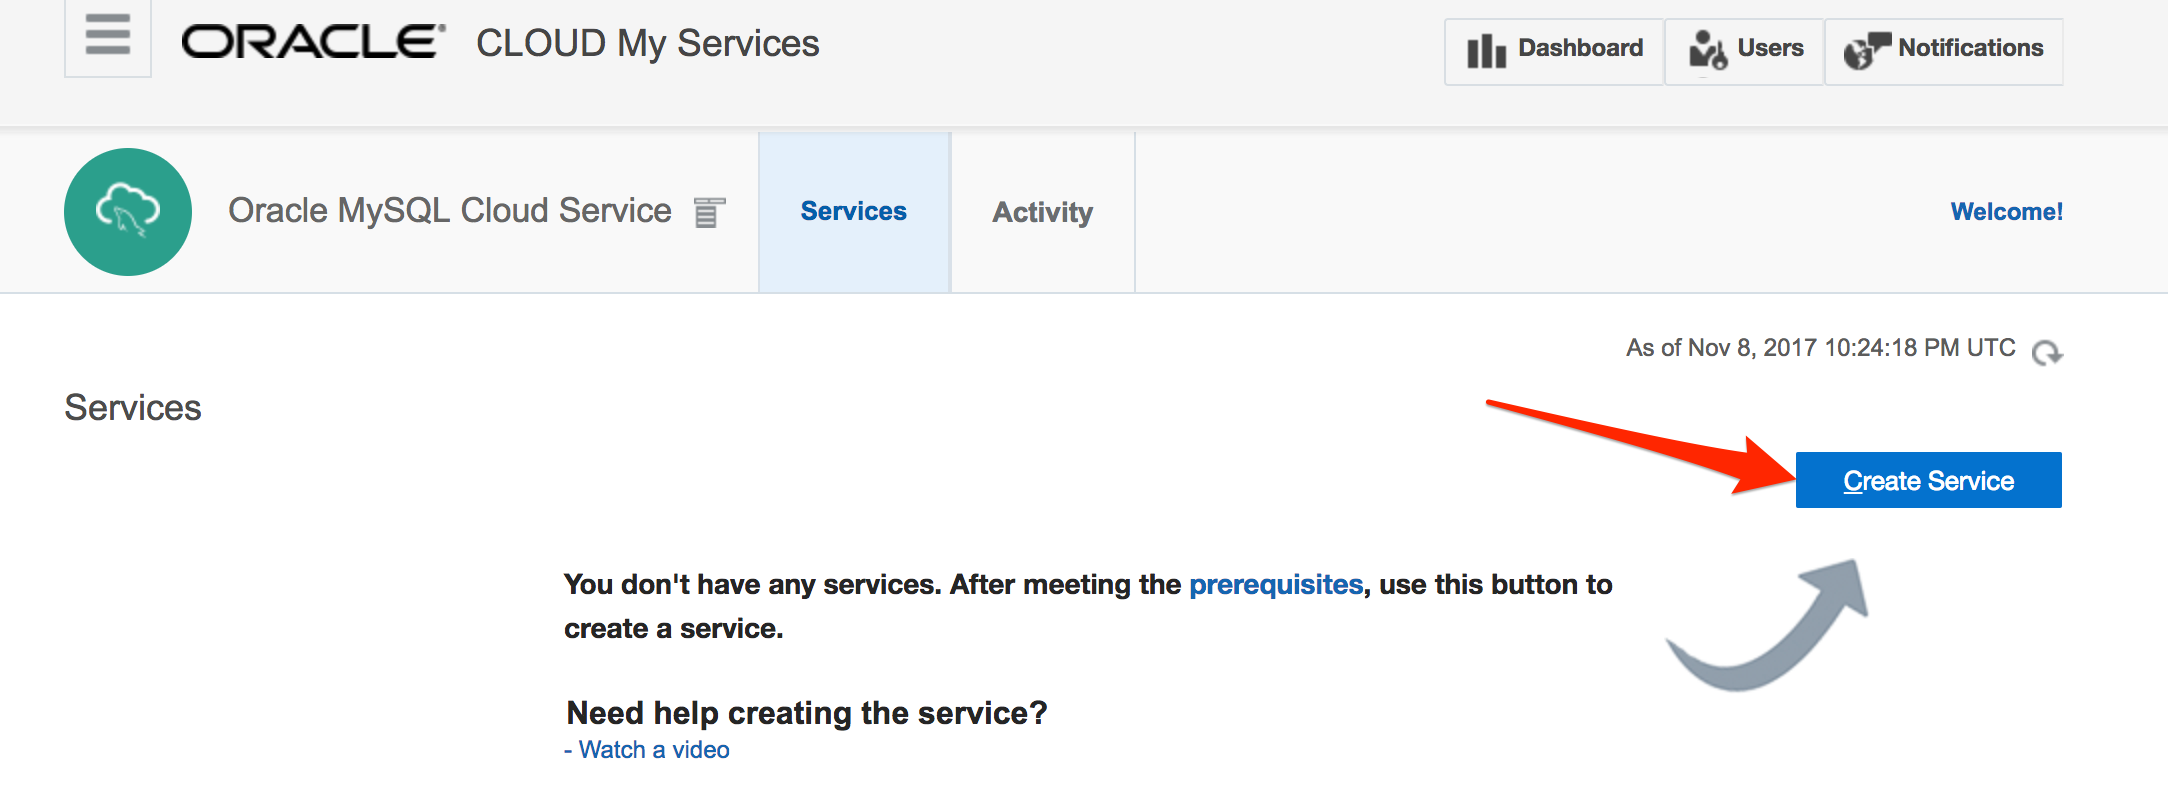 ORACLE CLOUD My Services
Dashboard
Users
Notifications
Oracle MySQL Cloud Service
Services
Activity
Welcome!
As of Nov 8, 2017 10:24:18 PM UTC
Services
Create Service
You don't have any services. After meeting the prerequisites, use this button to
create a service.
Need help creating the service?
- Watch a video